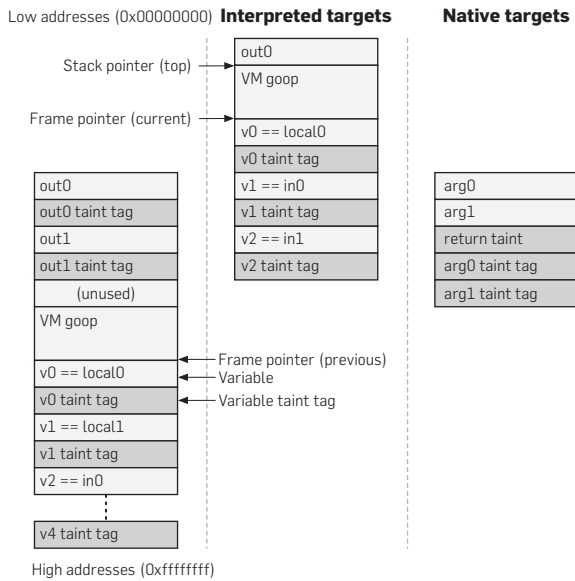 Low addresses (0x00000000)
Interpreted targets
Native targets
Stack pointer (top)
Frame pointer (current)
out0
VM goop
v0 == local0
v0 taint tag
v1 == in0
v1 taint tag
v2 == in1
v2 taint tag
out0
out0 taint tag
out1
out1 taint tag
(unused)
VM goop
v0 == local0
v0 taint tag
v1 == local1
v1 taint tag
v2 == in0
v4 taint tag
Frame pointer (previous)
Variable
Variable taint tag
arg0
arg1
return taint
arg0 taint tag
arg1 taint tag
High addresses (0xffffffff)